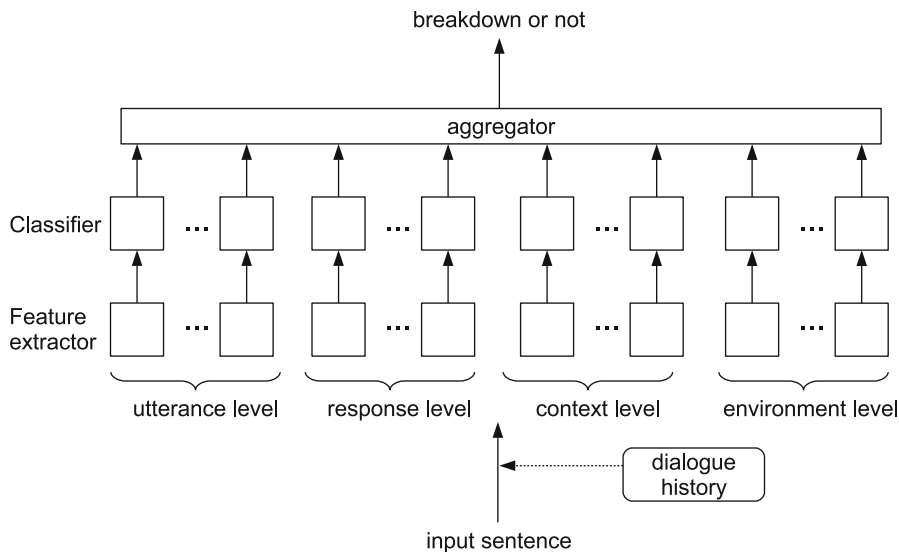 breakdown or not
aggregator
Classifier
... ... ... ...
Feature
extractor
... ... ... ...
utterance level
response level
context level
environment level
dialogue
history
input sentence